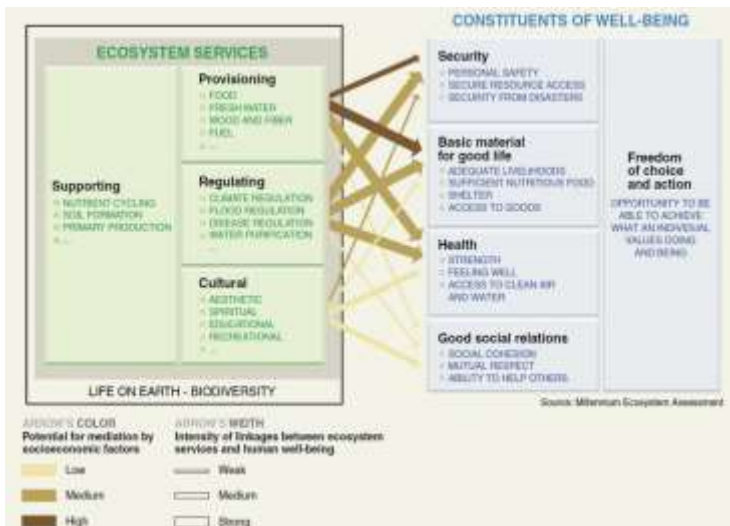 CONSTITUENTS OF WELL-BEING
ECOSYSTEM SERVICES
Supporting
NUTRIENT CYCLING
SOIL FORMATION
PRIMARY PRODUCTION
...
Provisioning
FOOD
FRESH WATER
WOOD AND FIBER
FUEL
...
Regulating
CLIMATE REGULATION
FLOOD REGULATION
DISEASE REGULATION
WATER PURIFICATION
...
Cultural
AESTHETIC
SPIRITUAL
EDUCATIONAL
RECREATIONAL
...
LIFE ON EARTH - BIODIVERSITY
Security
PERSONAL SAFETY
SECURE RESOURCE ACCESS
SECURITY FROM DISASTERS
Basic material
for good life
ADEQUATE LIVELIHOODS
SUFFICIENT NUTRITIOUS FOOD
SHELTER
ACCESS TO GOODS
Health
STRENGTH
FEELING WELL
ACCESS TO CLEAN AIR
AND WATER
Good social relations
SOCIAL COHESION
MUTUAL RESPECT
ABILITY TO HELP OTHERS
Freedom
of choice
and action
OPPORTUNITY TO BE
ABLE TO ACHIEVE
WHAT AN INDIVIDUAL
VALUES DOING
AND BEING
Source: Millennium Ecosystem Assessment
ARROW'S COLOR
Potential for mediation by
socioeconomic factors
Low
Medium
High
ARROW'S WIDTH
Intensity of linkages between ecosystem
services and human well-being
Weak
Medium
Strong